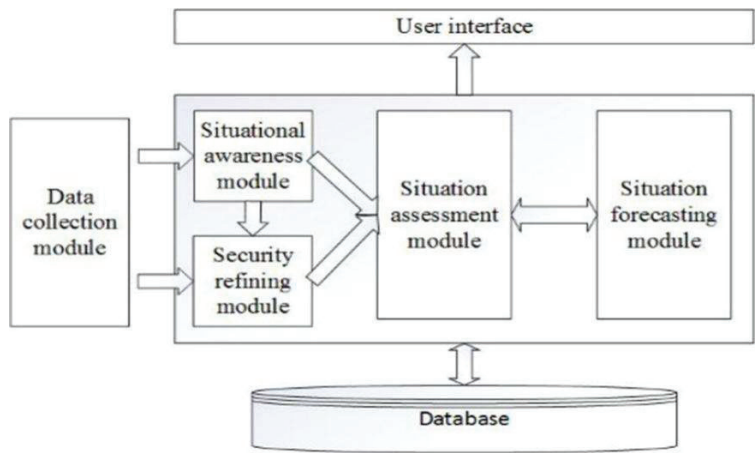 User interface
Data
collection
module
Situational
awareness
module
Security
refining
module
Situation
assessment
module
Situation
forecasting
module
Database